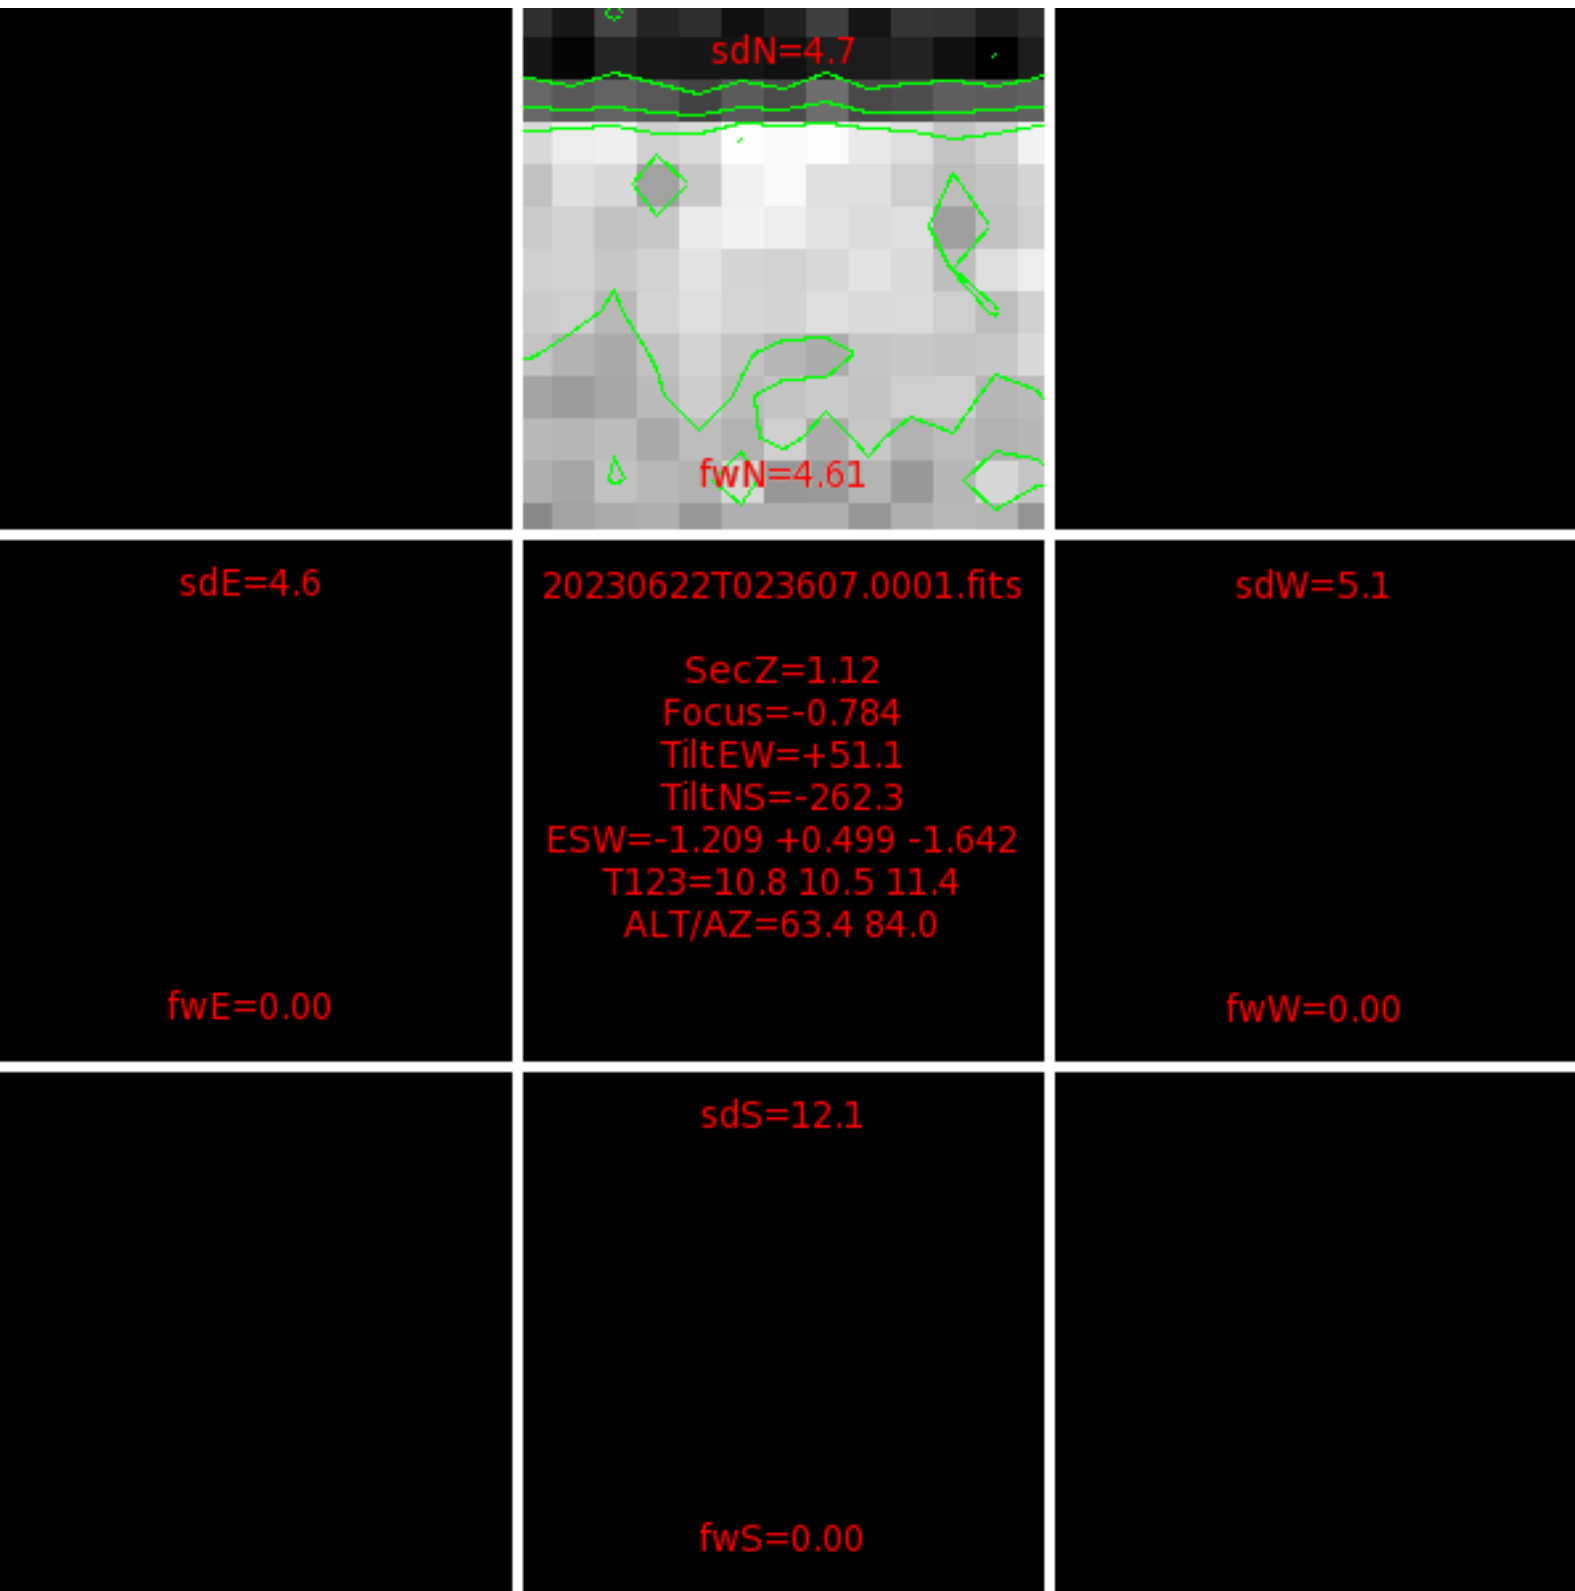 sdN=4.7
fwN=4.61
sdE=4.6
20230622T023607.0001.fits
sdW=5.1
SecZ=1.12
Focus=-0.784
TiltEW=+51.1
TiltNS=-262.3
ESW=-1.209 +0.499 -1.642
T123=10.8 10.5 11.4
ALT/AZ=63.4 84.0
fwE=0.00
fwW=0.00
sdS=12.1
fwS=0.00